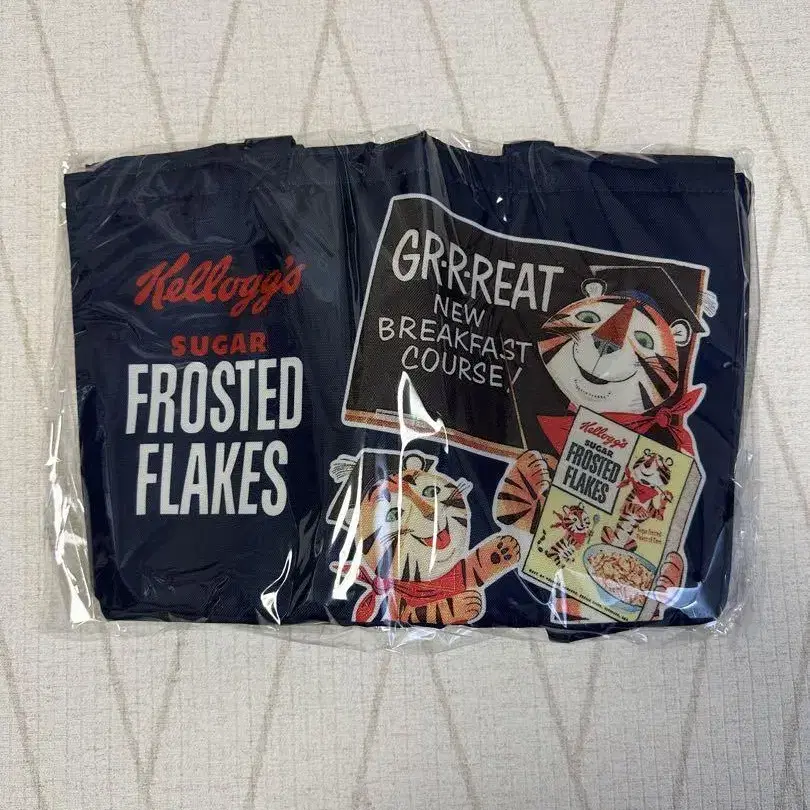 Kellogg's
SUGAR
FROSTED
FLAKES
GR-R-REAT
NEW
BREAKFAST
COURSE!
Kellogg's
SUGAR
FROSTED
FLAKES